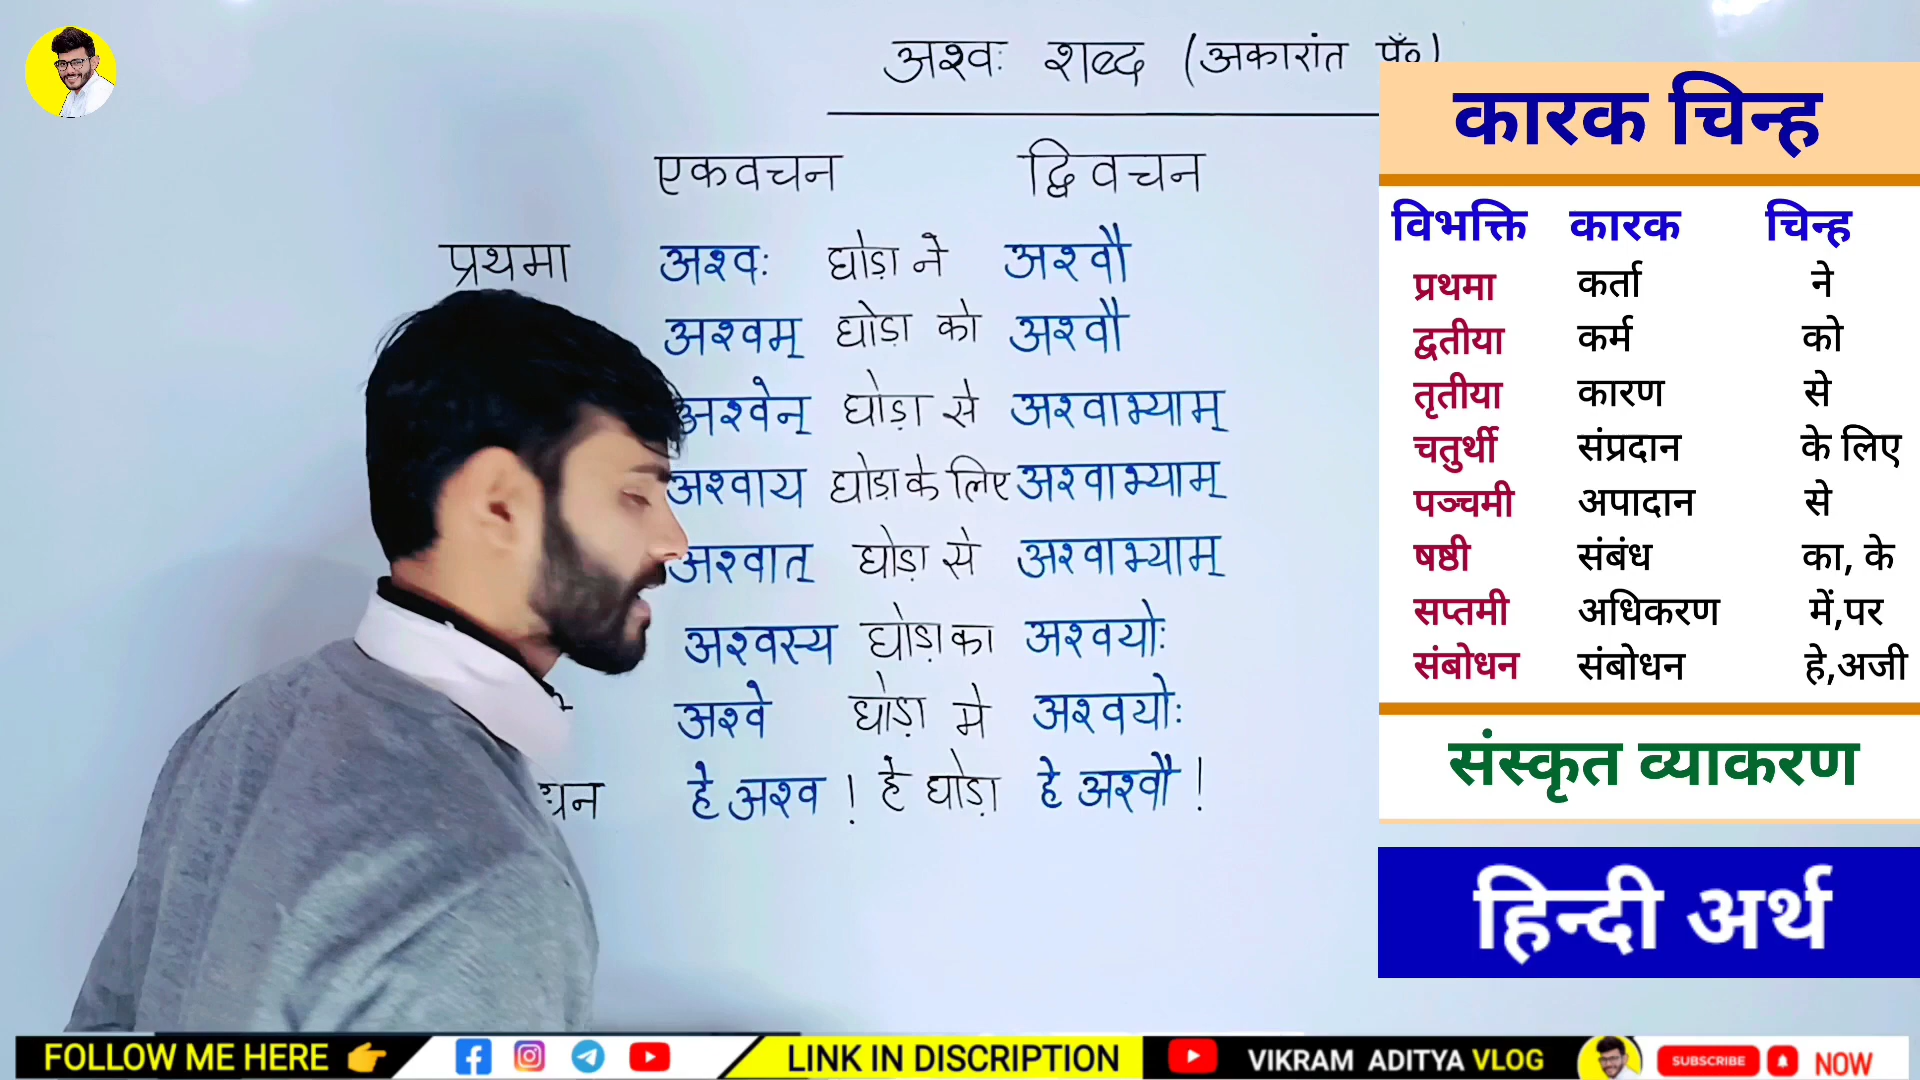 अश्वः शब्द (अकारांत पुँ०)
एकवचन द्विवचन
प्रथमा अश्वः घोड़ा ने अश्वौ
अश्वम् घोड़ा को अश्वौ
अश्वेन् घोड़ा से अश्वाभ्याम्
अश्वाय घोड़ा के लिए अश्वाभ्याम्
अश्वात् घोड़ा से अश्वाभ्याम्
अश्वस्य घोड़ा का अश्वयोः
अश्वे घोड़ा मे अश्वयोः
धन हे अश्व ! हे घोड़ा हे अश्वौ !
कारक चिन्ह
विभक्ति कारक चिन्ह
प्रथमा कर्ता ने
द्वतीया कर्म को
तृतीया कारण से
चतुर्थी संप्रदान के लिए
पञ्चमी अपादान से
षष्ठी संबंध का, के
सप्तमी अधिकरण में,पर
संबोधन संबोधन हे,अजी
संस्कृत व्याकरण
हिन्दी अर्थ
FOLLOW ME HERE LINK IN DISCRIPTION VIKRAM ADITYA VLOG SUBSCRIBE NOW